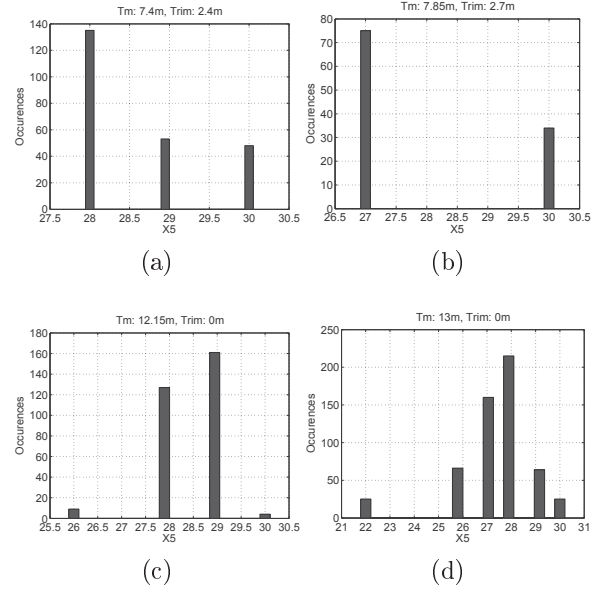 Tm: 7.4m, Trim: 2.4m
140
120
100
80
60
40
20
0
Occurences
27.5 28 28.5 29 29.5 30 30.5
X5
(a)
Tm: 7.85m, Trim: 2.7m
80
70
60
50
40
30
20
10
0
Occurences
26.5 27 27.5 28 28.5 29 29.5 30 30.5
X5
(b)
Tm: 12.15m, Trim: 0m
180
160
140
120
100
80
60
40
20
0
Occurences
25.5 26 26.5 27 27 28 28.5 29 29.5 30 30.5
X5
(c)
Tm: 13m, Trim: 0m
250
200
150
100
50
0
Occurences
21 22 23 24 25 26 27 28 29 30 31
X5
(d)